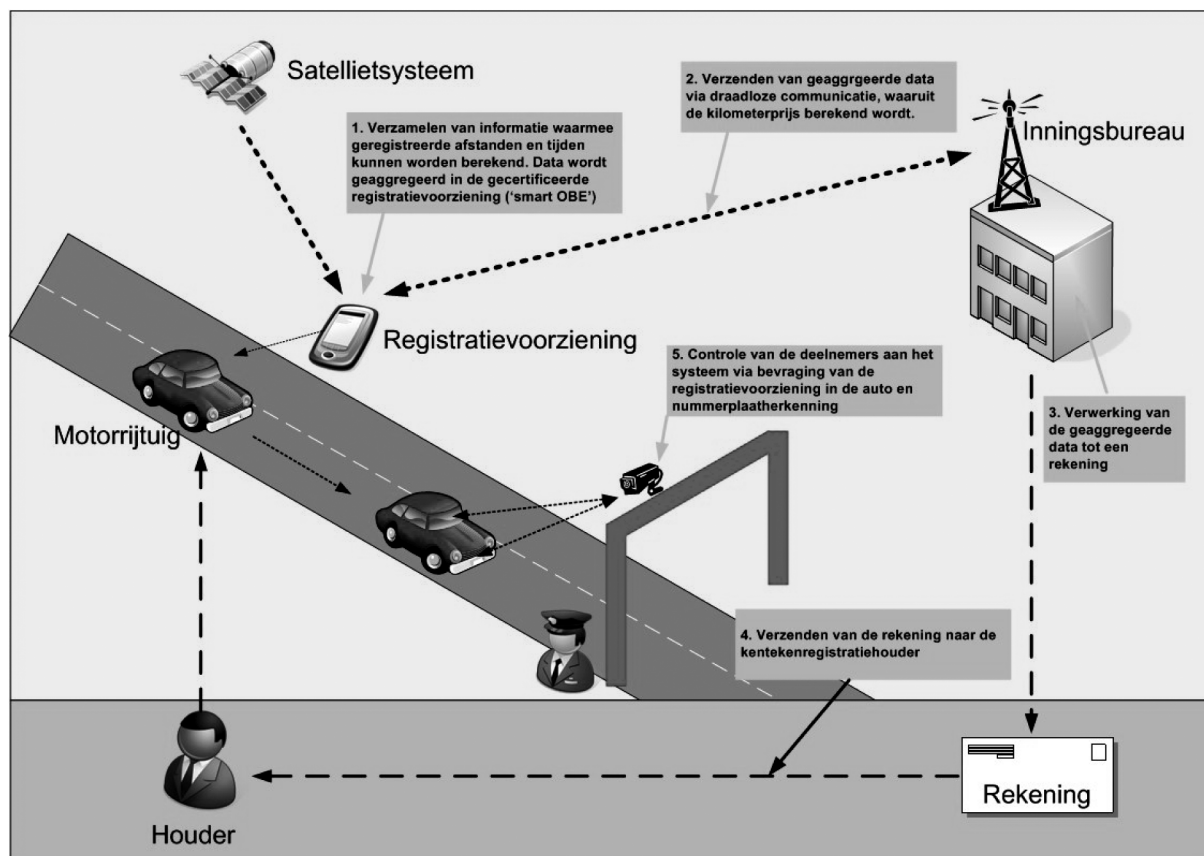 Satellietsysteem
1. Verzamelen van informatie waarmee
geregistreerde afstanden en tijden
kunnen worden berekend. Data wordt
geaggregeerd in de gecertificeerde
registratievoorziening (‘smart OBE’)
2. Verzenden van geaggrgeerde data
via draadloze communicatie, waaruit
de kilometerprijs berekend wordt.
Inningsbureau
Registratievoorziening
5. Controle van de deelnemers aan het
systeem via bevraging van de
registratievoorziening in de auto en
nummerplaatherkenning
3. Verwerking van
de geaggregeerde
data tot een
rekening
Motorrijtuig
4. Verzenden van de rekening naar de
kentekenregistratiehouder
Houder
Rekening